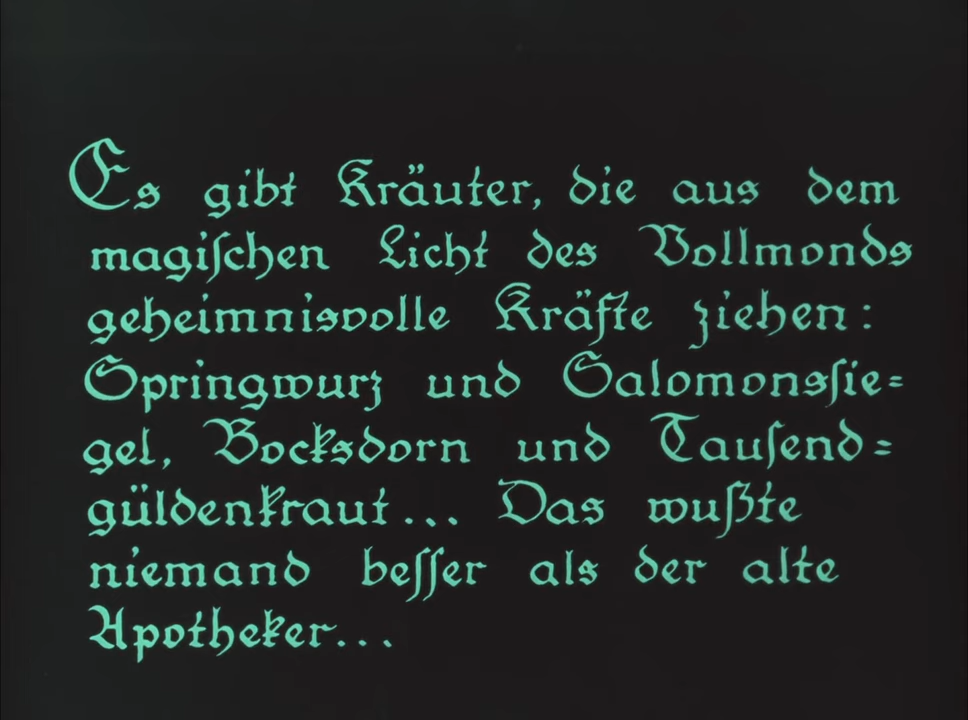 Es gibt Kräuter, die aus dem
magiſchen Licht des Vollmonds
geheimnisvolle Kräfte ziehen:
Springwurz und Salomonsſie=
gel, Bocksdorn und Tauſend=
güldenkraut... Das wußte
niemand beſſer als der alte
Apotheker...